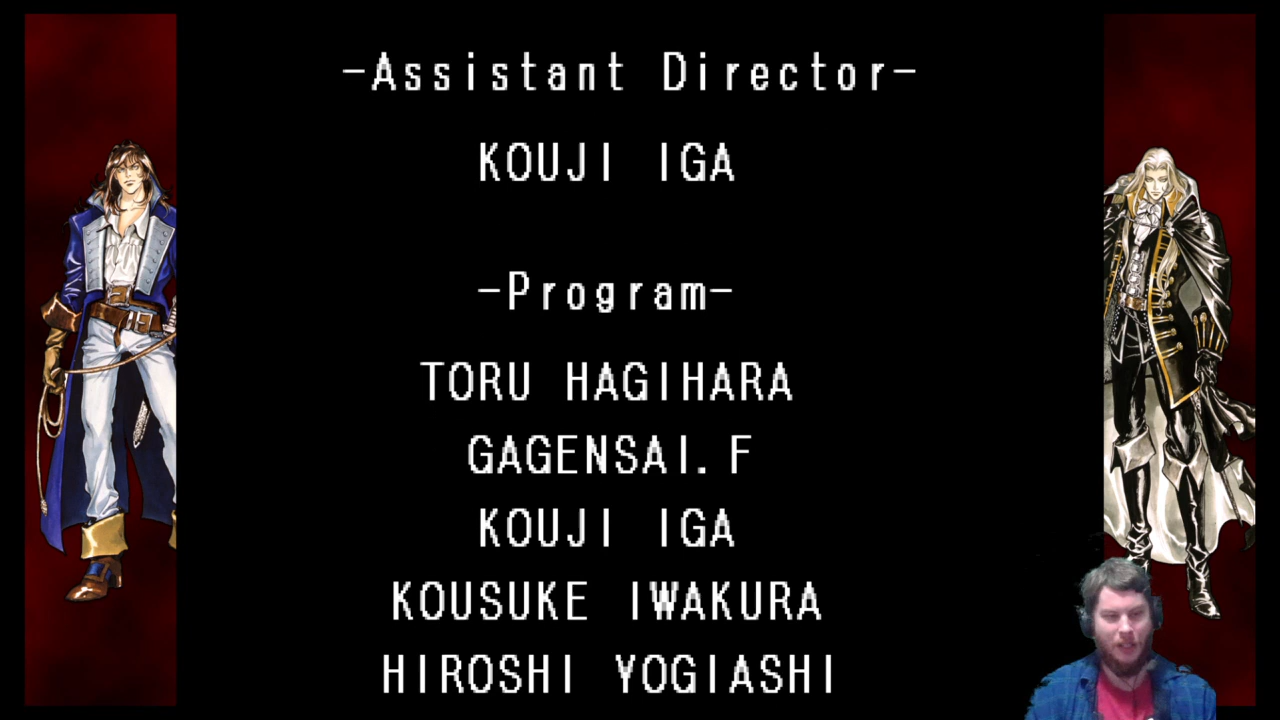 -Assistant Director-
KOUJI IGA
-Program-
TORU HAGIHARA
GAGENSAI.F
KOUJI IGA
KOUSUKE IWAKURA
HIROSHI YOGIASHI